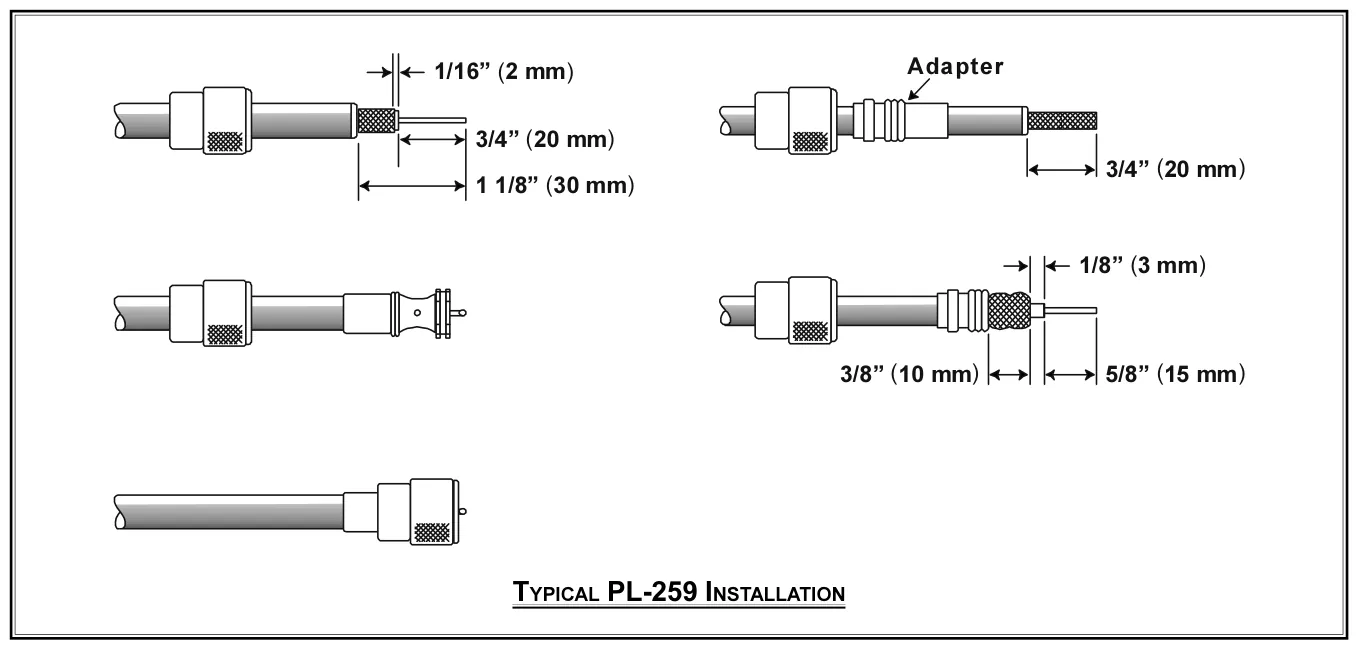 1/16” (2 mm)
3/4” (20 mm)
1 1/8” (30 mm)
Adapter
3/4” (20 mm)
1/8” (3 mm)
3/8” (10 mm)
5/8” (15 mm)
TYPICAL PL-259 INSTALLATION